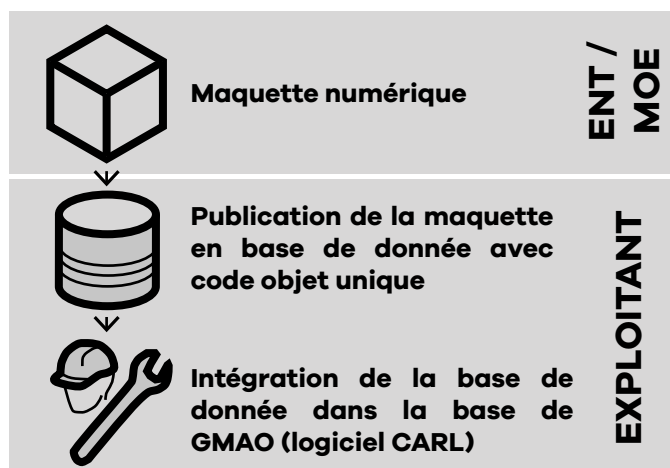 Maquette numérique
ENT /
MOE
Publication de la maquette
en base de donnée avec
code objet unique
Intégration de la base de
donnée dans la base de
GMAO (logiciel CARL)
EXPLOITANT